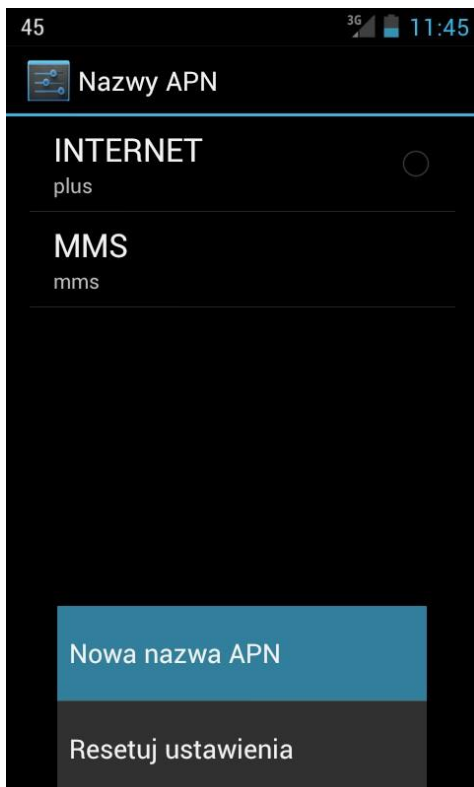 45
3G
11:45
Nazwy APN
INTERNET
plus
MMS
mms
Nowa nazwa APN
Resetuj ustawienia